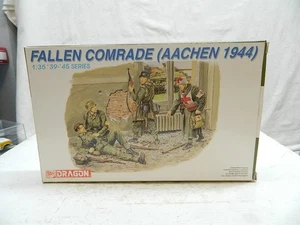 FALLEN COMRADE (AACHEN 1944)
1:35 '39-'45 SERIES
DRAGON